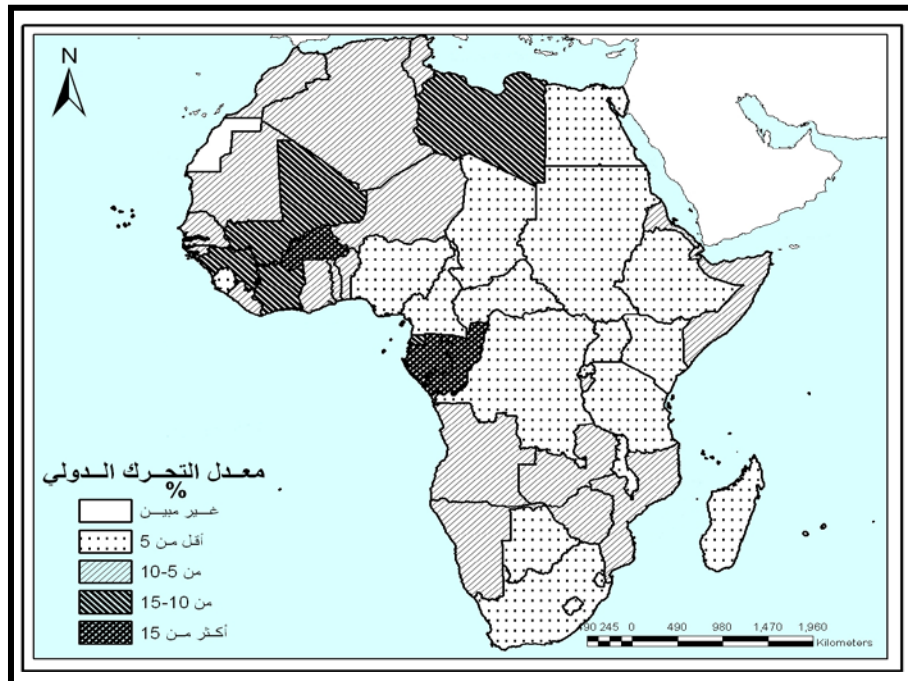 N
معدل التحرك الدولي
%
غير مبين
أقل من 5
من 5-10
من 10-15
أكثر من 15
490 245 0 490 980 1,470 1,960
Kilometers